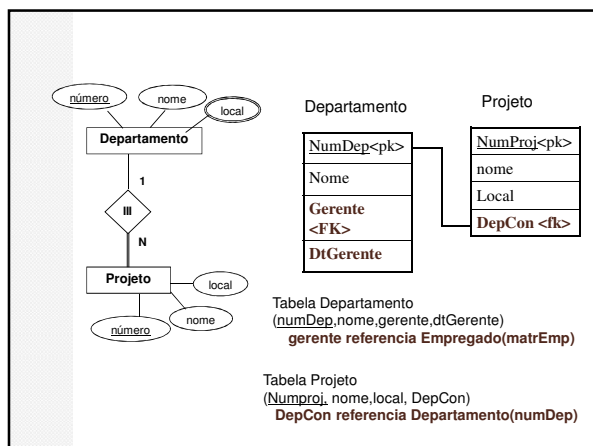 número
nome
local
Departamento
1
III
N
Projeto
local
nome
número
Departamento
NumDep<pk>
Nome
Gerente
<FK>
DtGerente
Projeto
NumProj<pk>
nome
Local
DepCon <fk>
Tabela Departamento
(numDep,nome,gerente,dtGerente)
gerente referencia Empregado(matrEmp)
Tabela Projeto
(Numproj, nome,local, DepCon)
DepCon referencia Departamento(numDep)